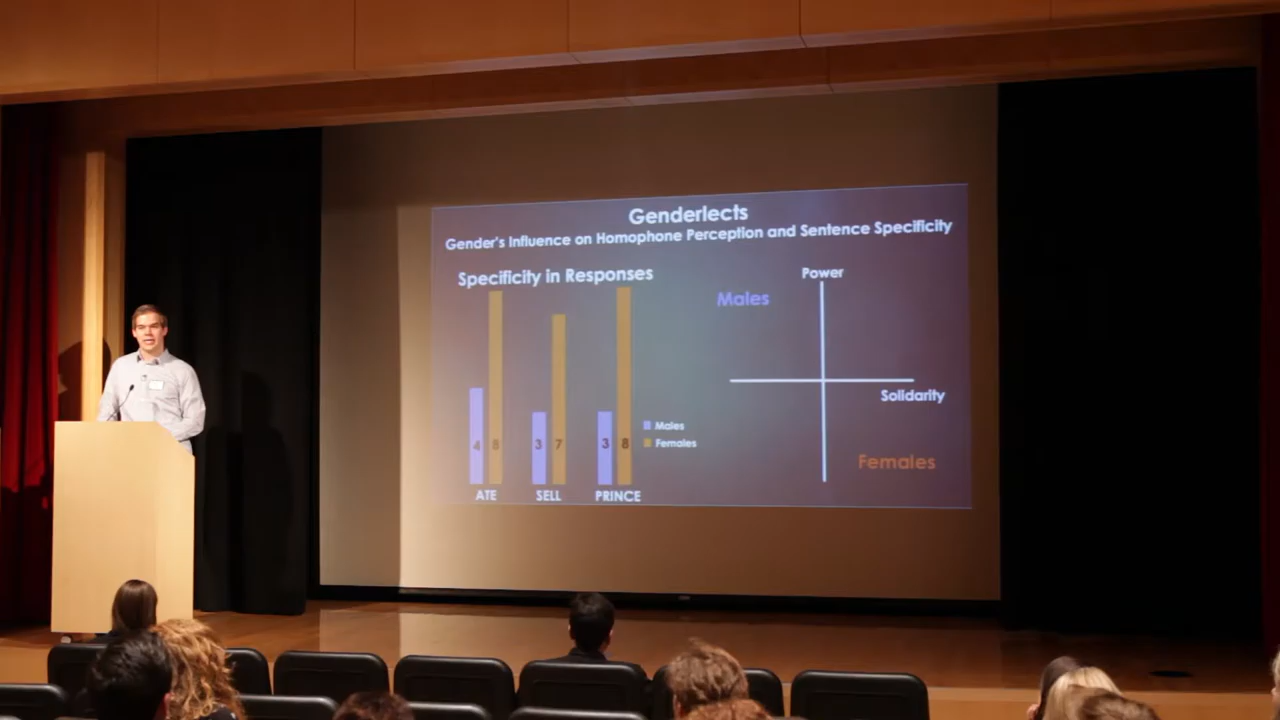 Genderlects
Gender's Influence on Homophone Perception and Sentence Specificity
Specificity in Responses
4 8 3 7 3 8
ATE SELL PRINCE
Males
Females
Power
Males
Solidarity
Females